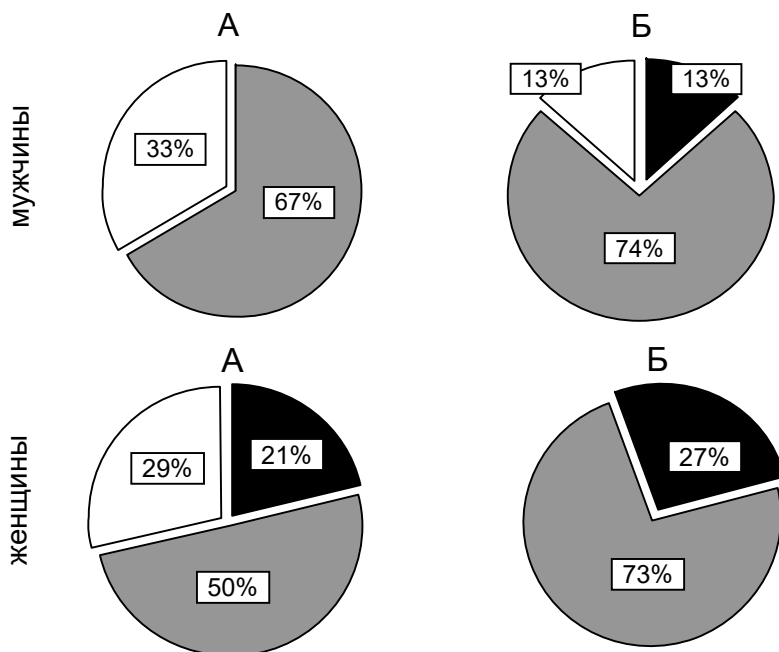 А
Б
мужчины
33%
67%
13%
13%
74%
А
Б
женщины
29%
21%
50%
27%
73%